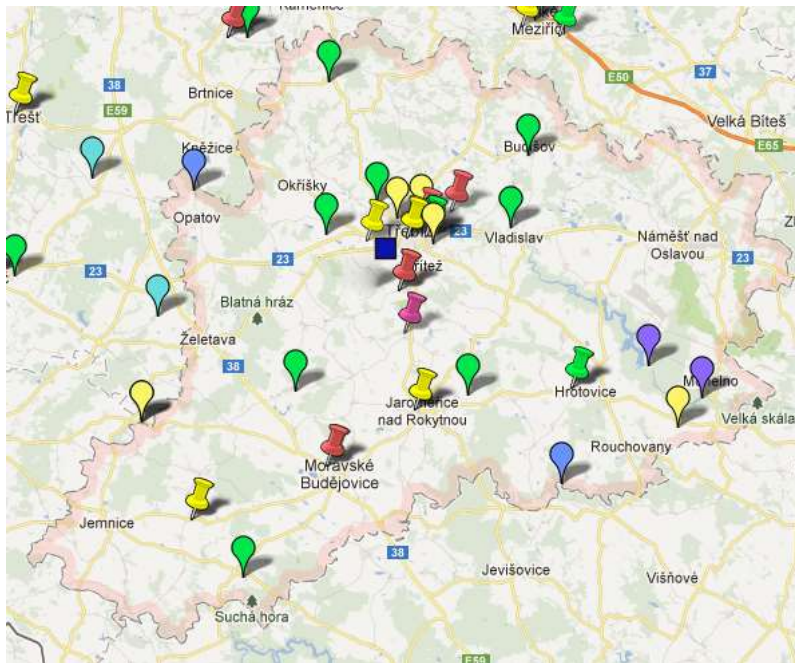 Kamenice
Meziříčí
38
E50
37
Brtnice
Třešť
E59
Velká Bíteš
E65
Kněžice
Budišov
Okříšky
Opatov
23
Vladislav
Náměšť nad
Oslavou
23
23
Blatná hráz
Želetava
38
Hrotovice
Jaroměřice
nad Rokytnou
Velká skála
Rouchovany
Moravské
Budějovice
Jemnice
38
Jevišovice
Višňové
Suchá hora
E59